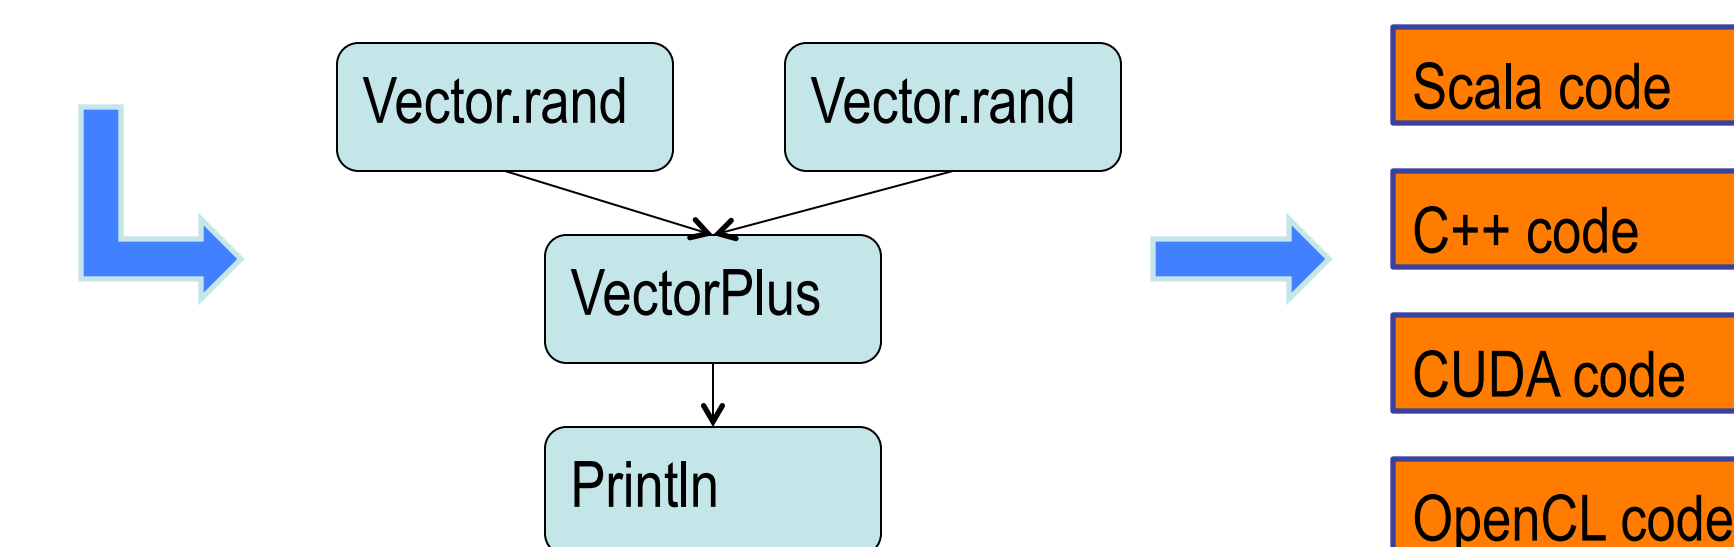 Vector.rand
Vector.rand
VectorPlus
Println
Scala code
C++ code
CUDA code
OpenCL code